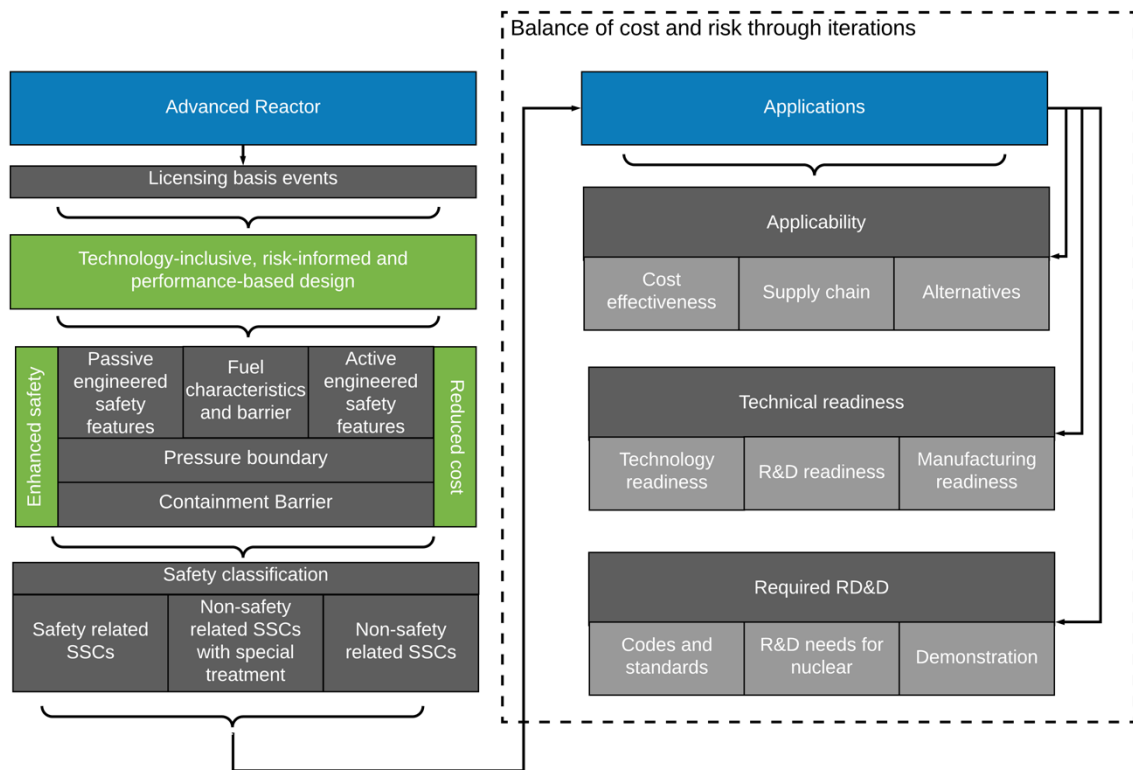 Balance of cost and risk through iterations
Advanced Reactor
Licensing basis events
Technology-inclusive, risk-informed and
performance-based design
Enhanced safety
Passive
engineered
safety
features
Fuel
characteristics
and barrier
Active
engineered
safety
features
Reduced cost
Pressure boundary
Containment Barrier
Safety classification
Safety related
SSCs
Non-safety
related SSCs
with special
treatment
Non-safety
related SSCs
Applications
Applicability
Cost
effectiveness
Supply chain
Alternatives
Technical readiness
Technology
readiness
R&D readiness
Manufacturing
readiness
Required RD&D
Codes and
standards
R&D needs for
nuclear
Demonstration